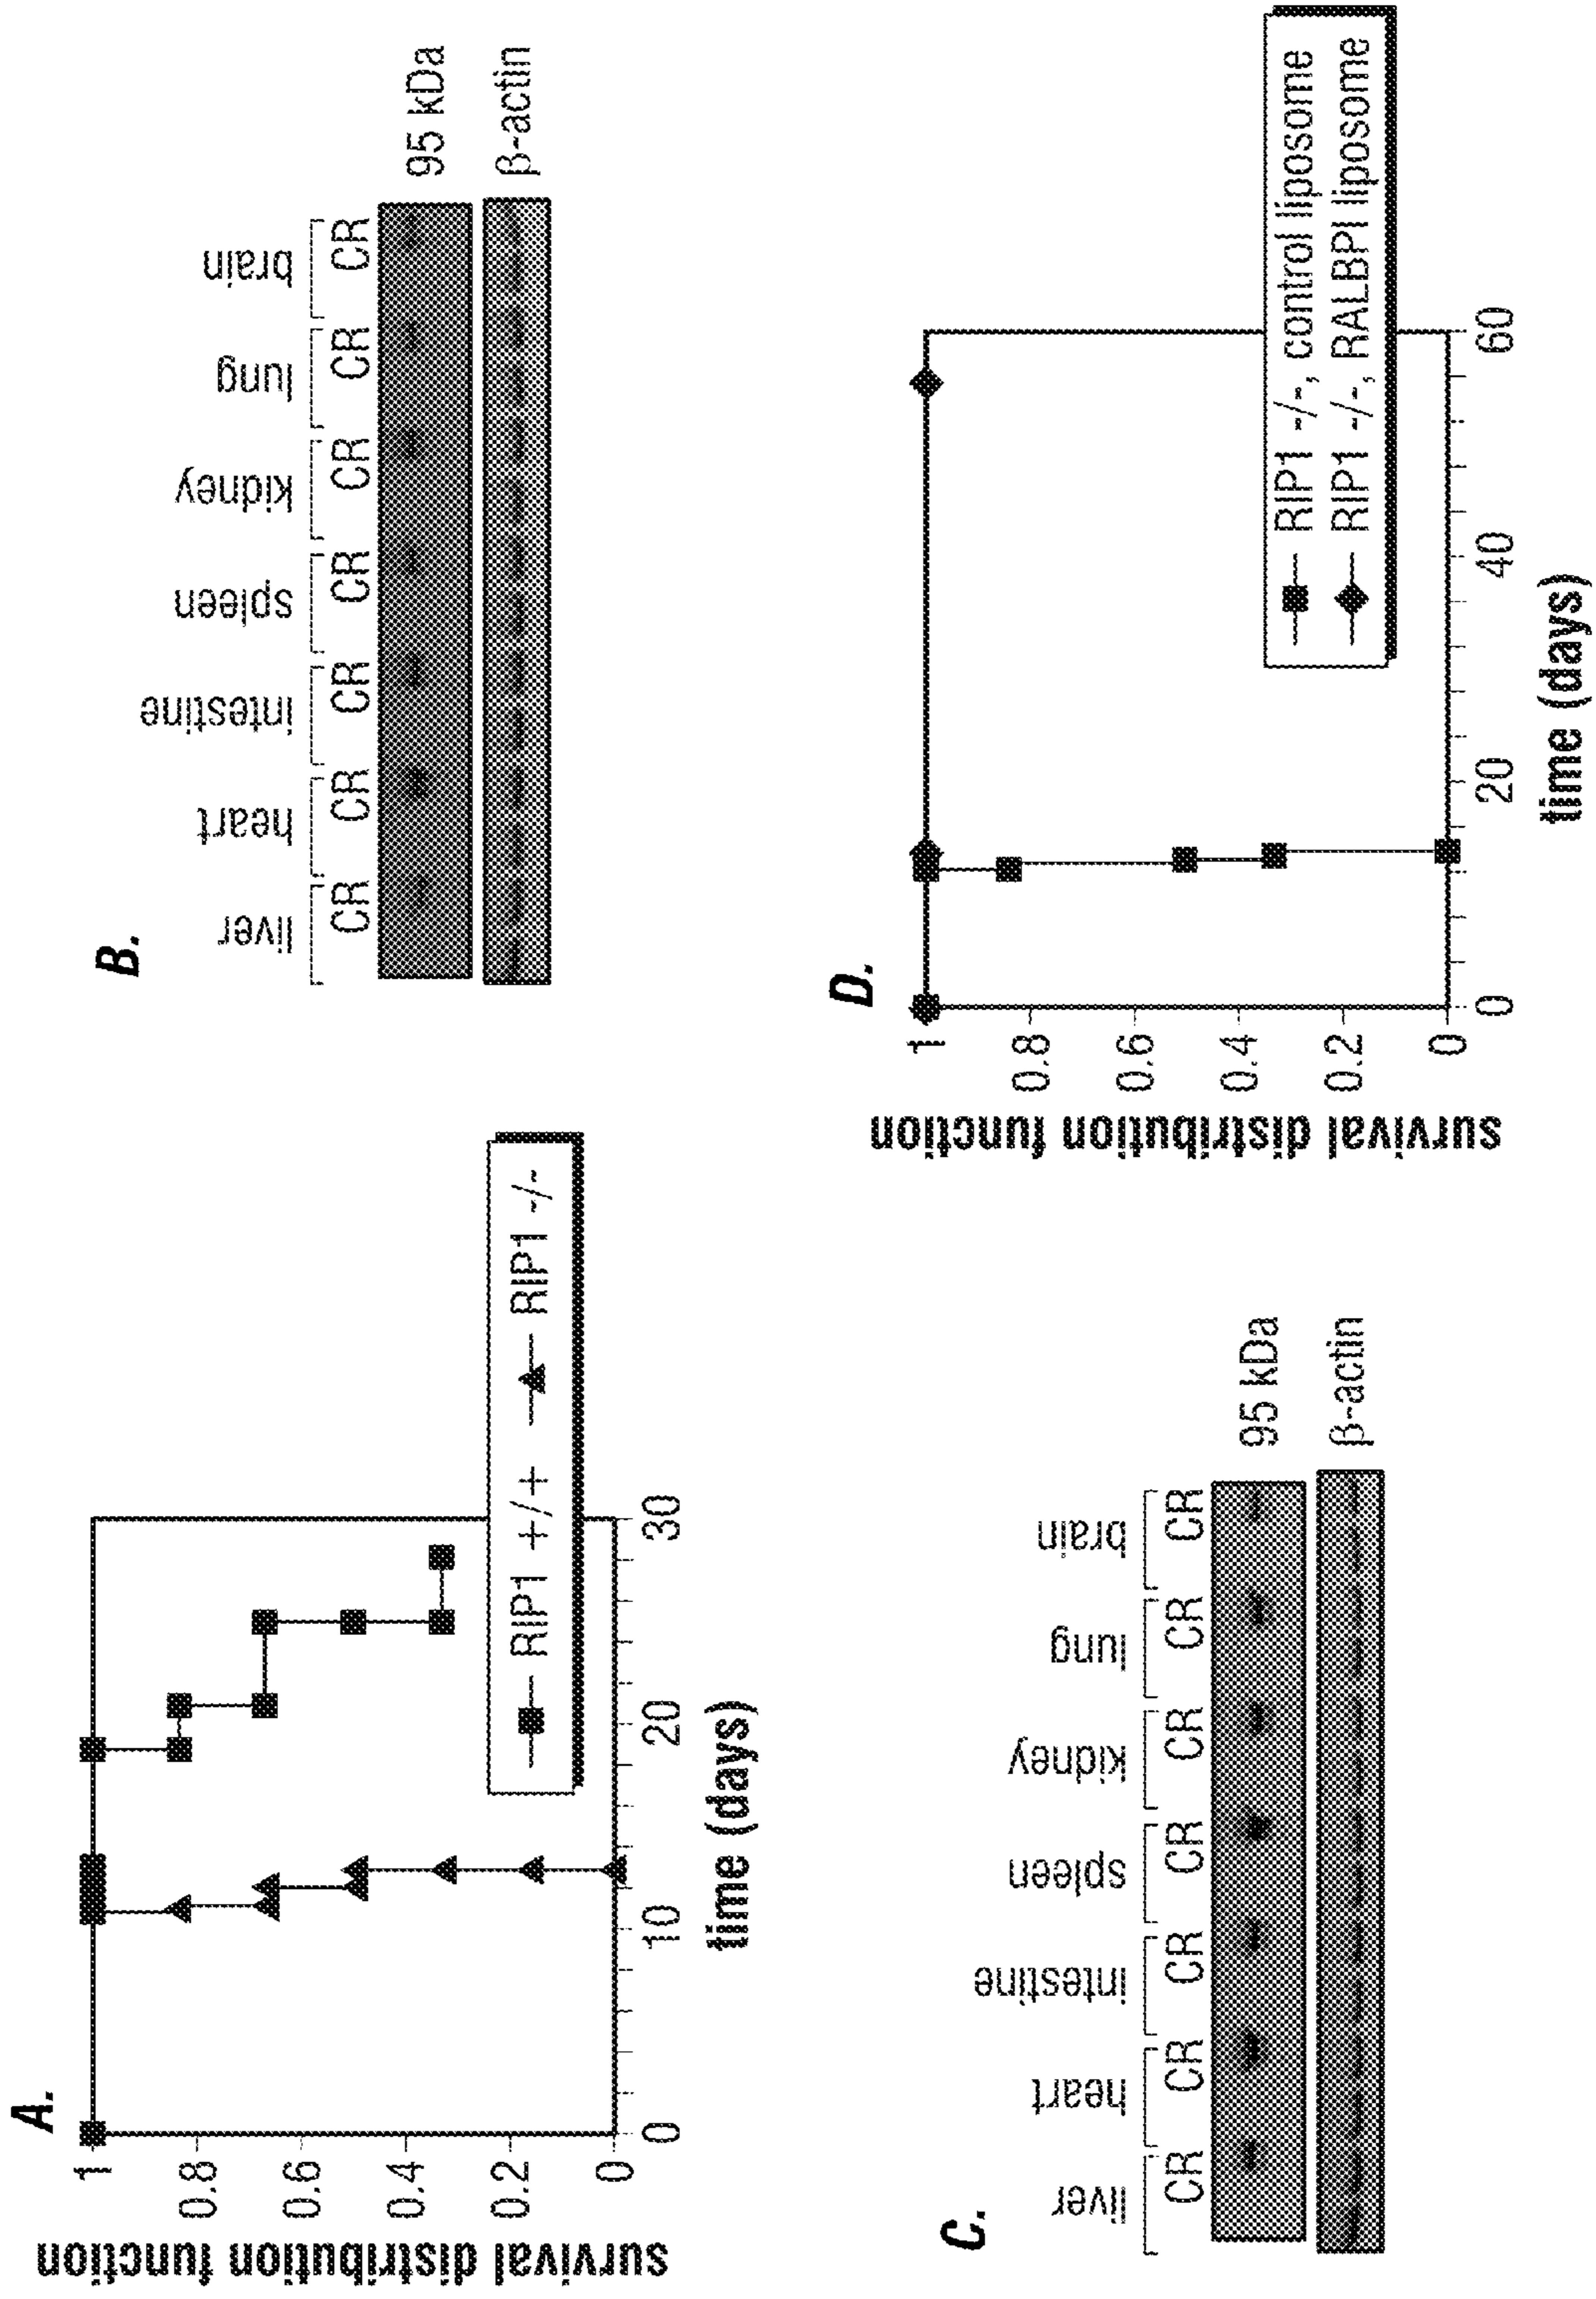 A.
survival distribution function
1
0.8
0.6
0.4
0.2
0
0 10 20 30
time (days)
RIP1 +/+ RIP1 -/-
B.
liver heart intestine spleen kidney lung brain
CR CR CR CR CR CR CR
95 kDa
β-actin
C.
liver heart intestine spleen kidney lung brain
CR CR CR CR CR CR CR
95 kDa
β-actin
D.
survival distribution function
1
0.8
0.6
0.4
0.2
0
0 20 40 60
time (days)
RIP1 -/-, control liposome
RIP1 -/-, RALBPI liposome